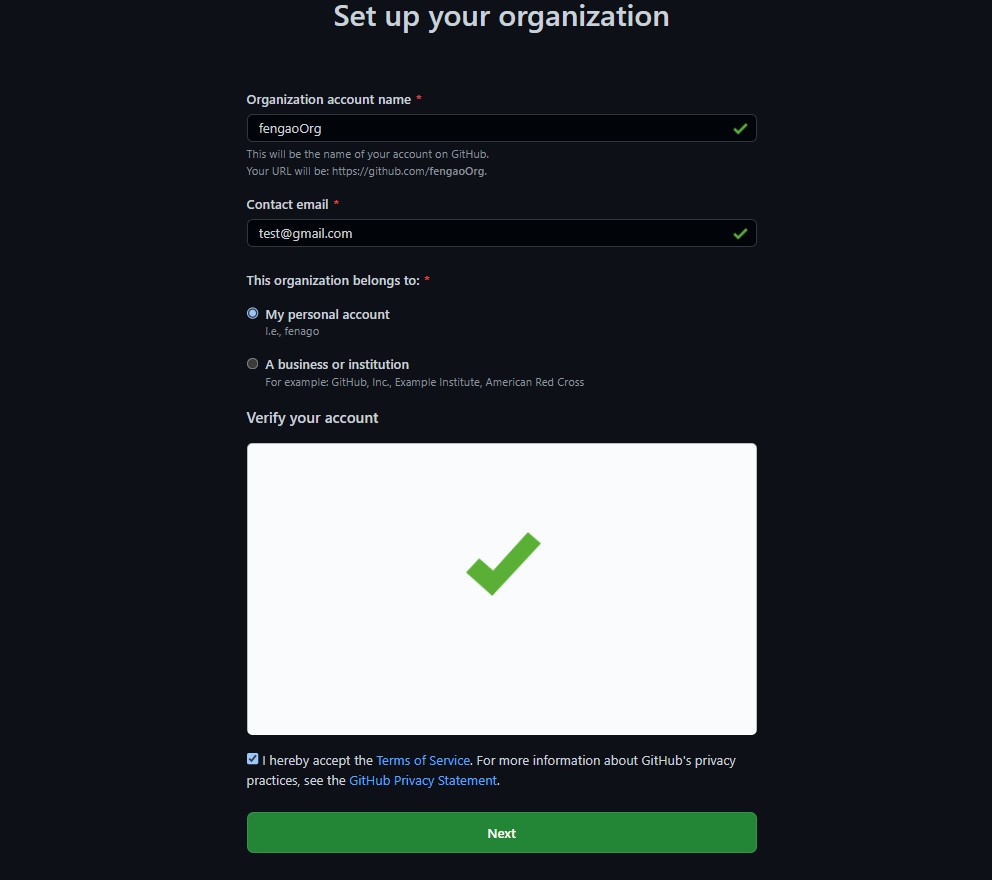 Set up your organization
Organization account name *
fengaoOrg
This will be the name of your account on GitHub.
Your URL will be: https://github.com/fengaoOrg.
Contact email *
test@gmail.com
This organization belongs to: *
My personal account
I.e., fenago
A business or institution
For example: GitHub, Inc., Example Institute, American Red Cross
Verify your account
I hereby accept the Terms of Service. For more information about GitHub's privacy
practices, see the GitHub Privacy Statement.
Next